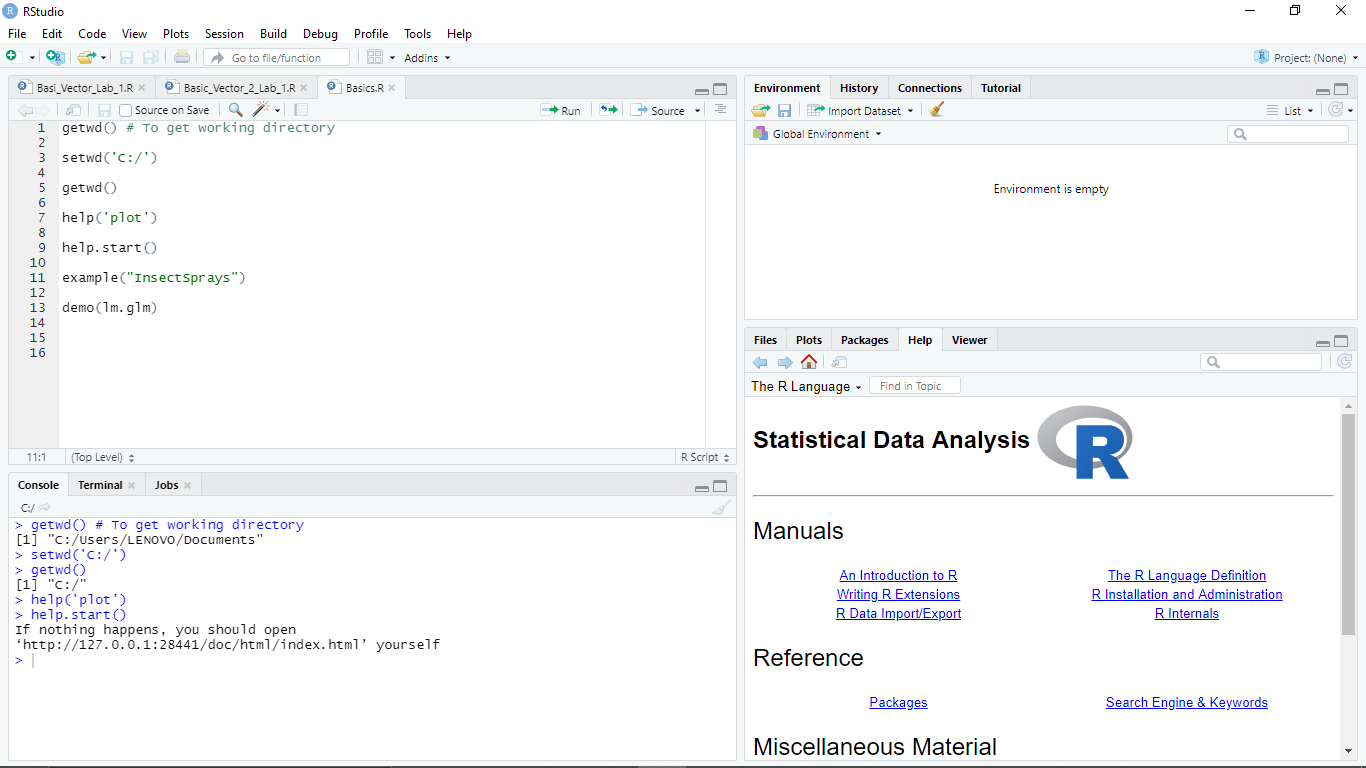 RStudio
File Edit Code View Plots Session Build Debug Profile Tools Help
Go to file/function Addins Project: (None)
Basi_Vector_Lab_1.R Basic_Vector_2_Lab_1.R Basics.R
Source on Save Run Source
1 getwd() # To get working directory
2
3 setwd('C:/')
4
5 getwd()
6
7 help('plot')
8
9 help.start()
10
11 example("InsectSprays")
12
13 demo(lm.glm)
14
15
16
11:1 (Top Level) R Script
Console Terminal Jobs
C:/
> getwd() # To get working directory
[1] "C:/Users/LENOVO/Documents"
> setwd('C:/')
> getwd()
[1] "C:/"
> help('plot')
> help.start()
If nothing happens, you should open
‘http://127.0.0.1:28441/doc/html/index.html’ yourself
>
Environment History Connections Tutorial
Import Dataset List
Global Environment
Environment is empty
Files Plots Packages Help Viewer
The R Language Find in Topic
Statistical Data Analysis R
Manuals
An Introduction to R The R Language Definition
Writing R Extensions R Installation and Administration
R Data Import/Export R Internals
Reference
Packages Search Engine & Keywords
Miscellaneous Material